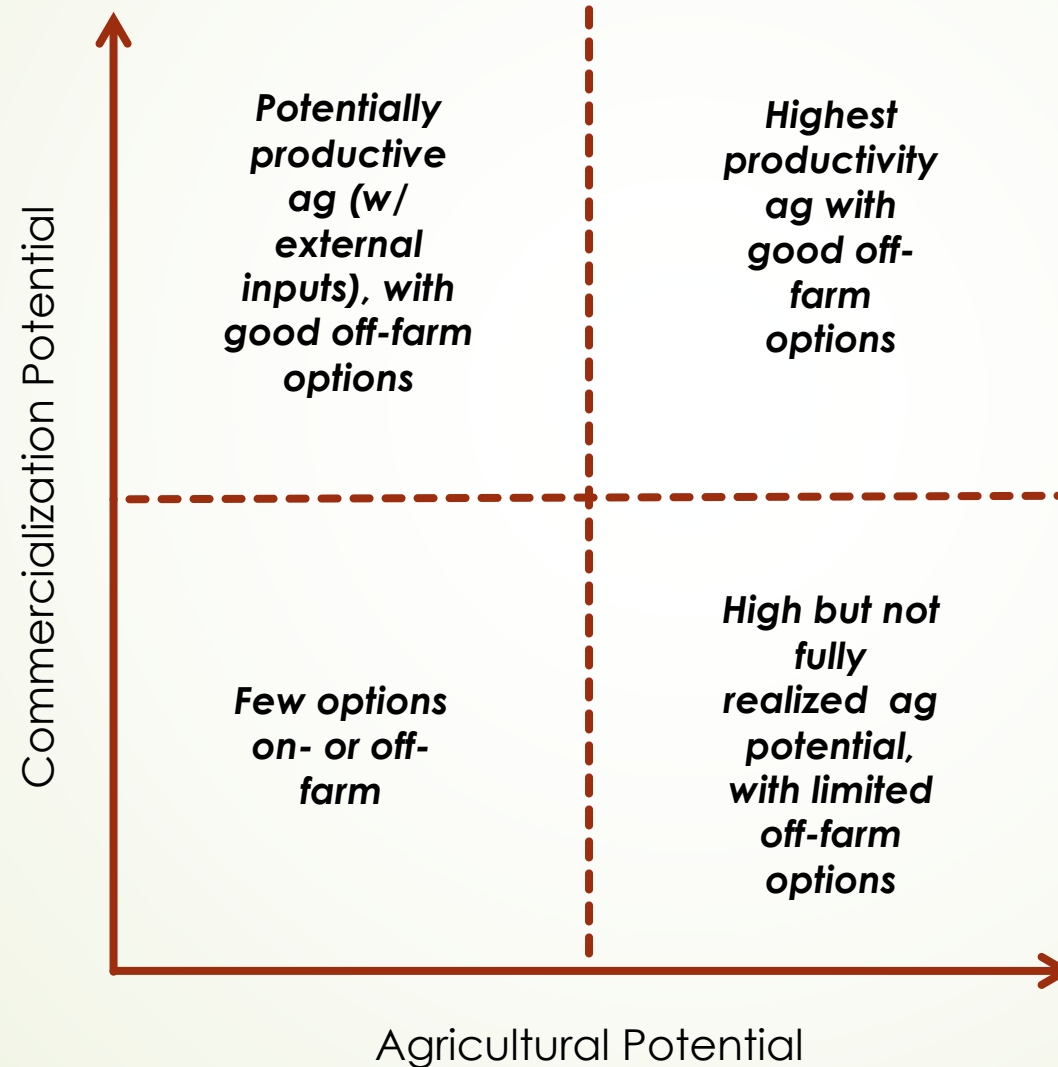 Commercialization Potential
Potentially
productive
ag (w/
external
inputs), with
good off-farm
options
Highest
productivity
ag with
good off-
farm
options
Few options
on- or off-
farm
High but not
fully
realized ag
potential,
with limited
off-farm
options
Agricultural Potential